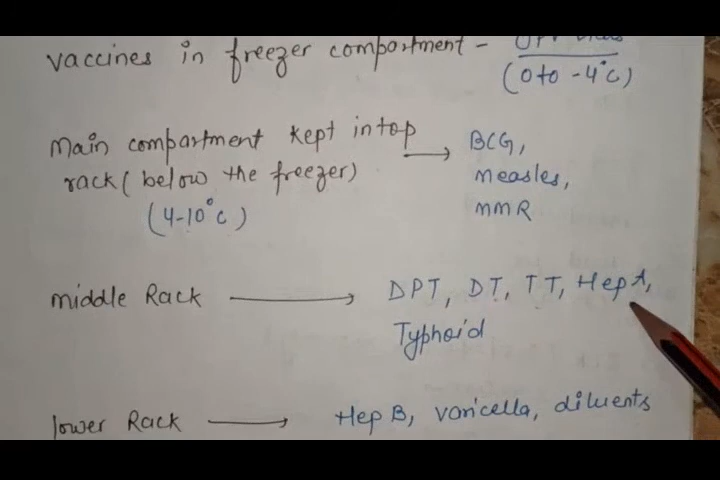 vaccines in freezer compartment -
(0 to -4°C)
Main compartment kept in top
rack ( below the freezer)
(4-10°C)
BCG,
measles,
MMR
middle Rack
DPT, DT, TT, Hep A,
Typhoid
lower Rack
Hep B, varicella, diluents